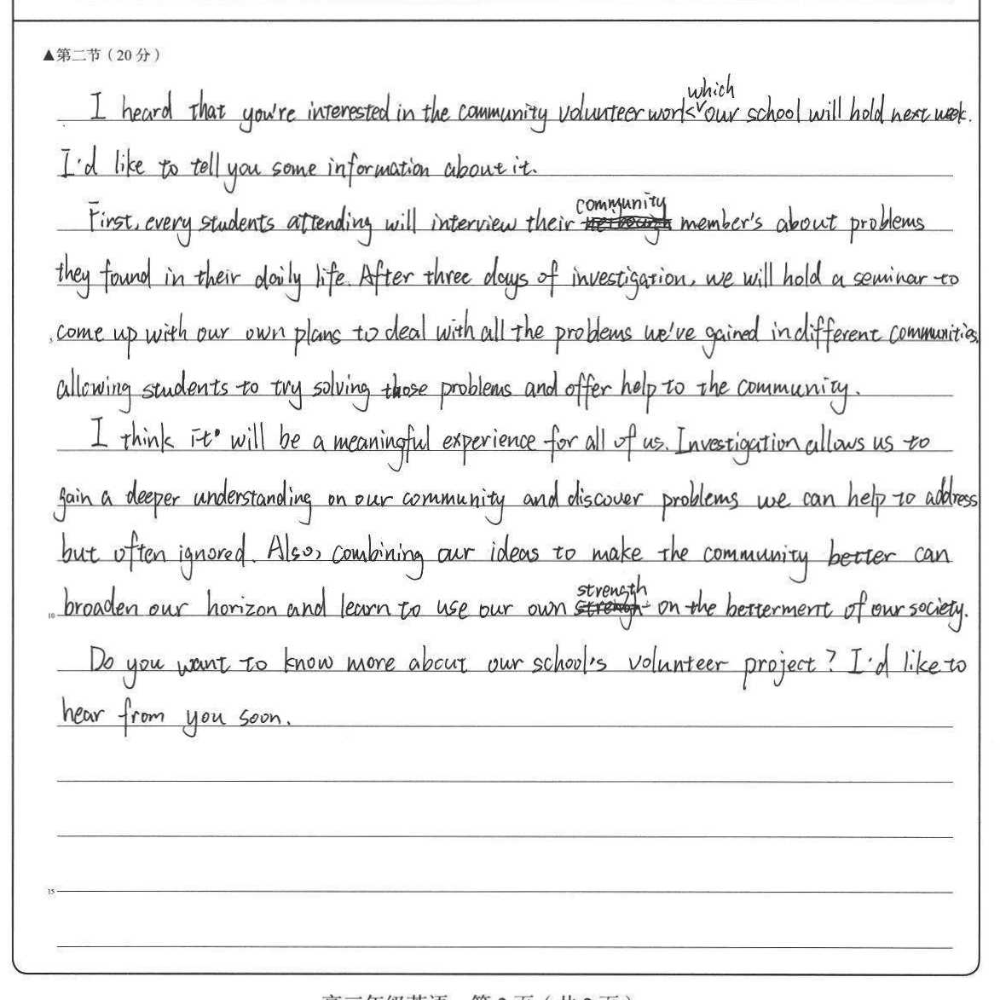 ▲第二节（20分）
which
I heard that you're interested in the community volunteer work our school will hold next week.
I'd like to tell you some information about it.
community
First, every students attending will interview their member's about problems
they found in their daily life. After three days of investigation, we will hold a seminar to
come up with our own plans to deal with all the problems we've gained in different communities,
allowing students to try solving those problems and offer help to the community.
I think it will be a meaningful experience for all of us. Investigation allows us to
gain a deeper understanding on our community and discover problems we can help to address
but often ignored. Also, combining our ideas to make the community better can
strength
10 broaden our horizon and learn to use our own on the betterment of our society.
Do you want to know more about our school's volunteer project? I'd like to
hear from you soon.
15